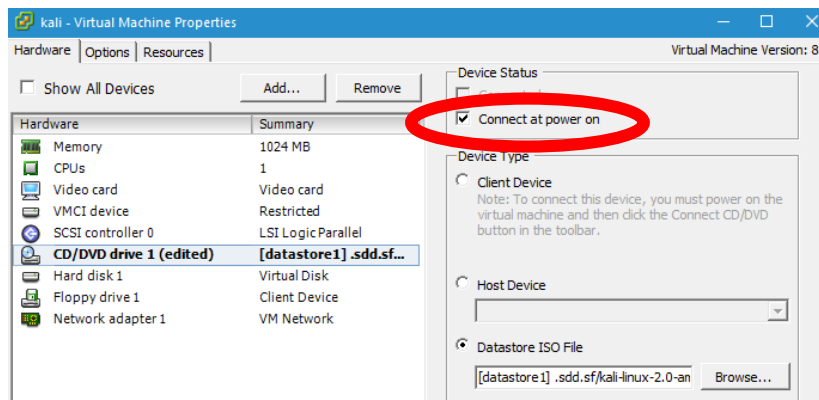 kali - Virtual Machine Properties
Hardware Options Resources Virtual Machine Version: 8
Show All Devices Add... Remove
Device Status
Connect at power on
Hardware Summary
Memory 1024 MB
CPUs 1
Video card Video card
VMCI device Restricted
SCSI controller 0 LSI Logic Parallel
CD/DVD drive 1 (edited) [datastore1] .sdd.sf...
Hard disk 1 Virtual Disk
Floppy drive 1 Client Device
Network adapter 1 VM Network
Device Type
Client Device
Note: To connect this device, you must power on the
virtual machine and then click the Connect CD/DVD
button in the toolbar.
Host Device
Datastore ISO File
[datastore1] .sdd.sf/kali-linux-2.0-am Browse...